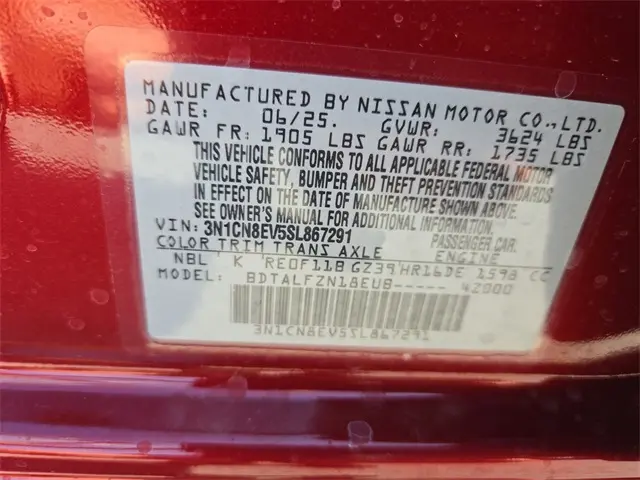 MANUFACTURED BY NISSAN MOTOR CO.,LTD.
DATE: 06/25. GVWR: 3624 LBS
GAWR FR: 1905 LBS GAWR RR: 1735 LBS
THIS VEHICLE CONFORMS TO ALL APPLICABLE FEDERAL MOTOR
VEHICLE SAFETY, BUMPER AND THEFT PREVENTION STANDARDS
IN EFFECT ON THE DATE OF MANUFACTURE SHOWN ABOVE.
SEE OWNER'S MANUAL FOR ADDITIONAL INFORMATION
VIN: 3N1CN8EV5SL867291 PASSENGER CAR.
COLOR TRIM TRANS AXLE ENGINE
NBL K RE0F11B GZ39 HR16DE 1598 CC
MODEL: BDTALFZN18EUB----- 42000
3N1CN8EV5SL867291